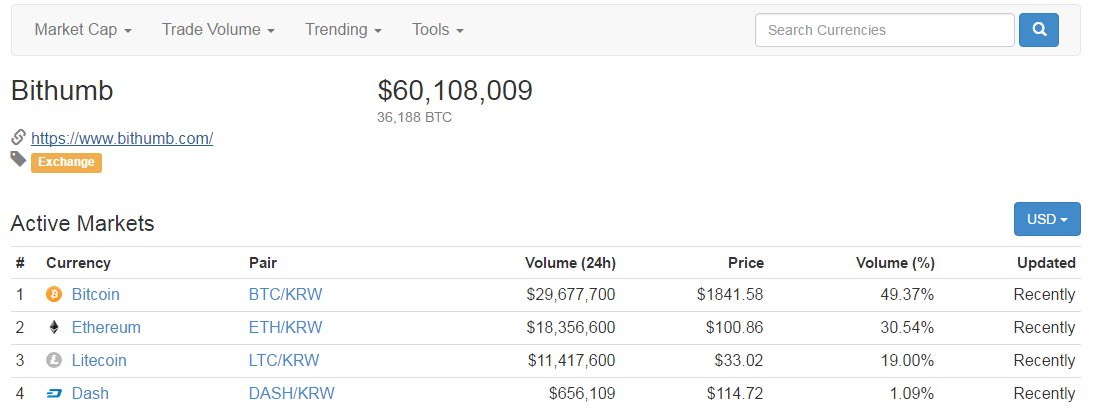 Market Cap Trade Volume Trending Tools Search Currencies
Bithumb $60,108,009
36,188 BTC
https://www.bithumb.com/
Exchange
Active Markets USD
# Currency Pair Volume (24h) Price Volume (%) Updated
1 Bitcoin BTC/KRW $29,677,700 $1841.58 49.37% Recently
2 Ethereum ETH/KRW $18,356,600 $100.86 30.54% Recently
3 Litecoin LTC/KRW $11,417,600 $33.02 19.00% Recently
4 Dash DASH/KRW $656,109 $114.72 1.09% Recently